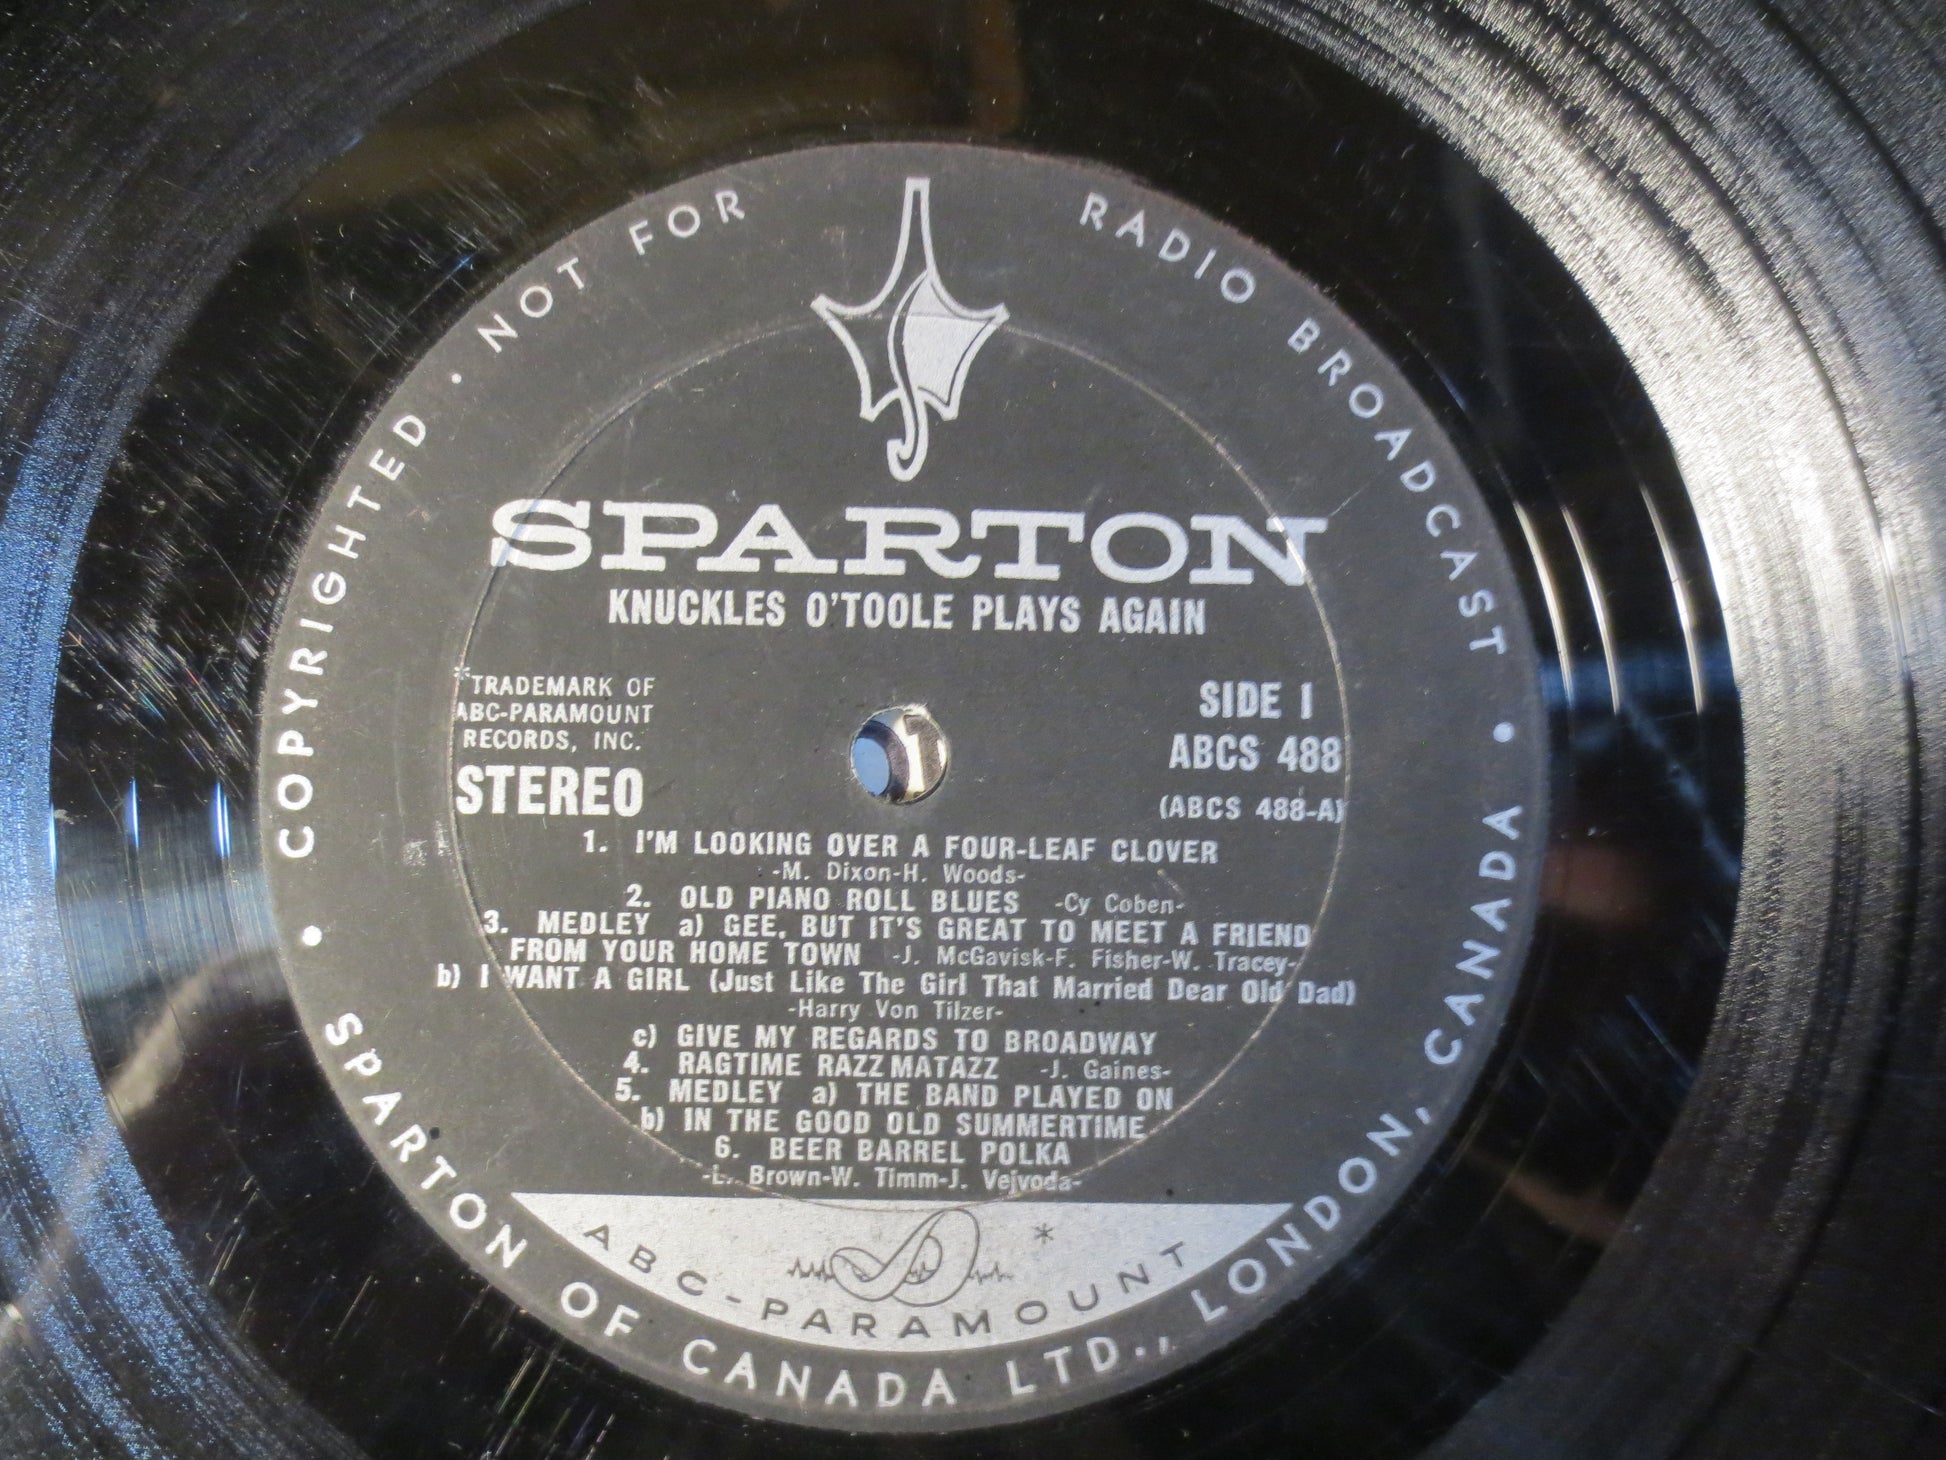 COPYRIGHTED · NOT FOR RADIO BROADCAST ·
SPARTON
KNUCKLES O'TOOLE PLAYS AGAIN
*TRADEMARK OF
ABC-PARAMOUNT
RECORDS, INC.
STEREO
SIDE 1
ABCS 488
(ABCS 488-A)
1. I'M LOOKING OVER A FOUR-LEAF CLOVER
-M. Dixon-H. Woods-
2. OLD PIANO ROLL BLUES -Cy Coben-
3. MEDLEY a) GEE, BUT IT'S GREAT TO MEET A FRIEND
FROM YOUR HOME TOWN -J. McGavisk-F. Fisher-W. Tracey-
b) I WANT A GIRL (Just Like The Girl That Married Dear Old Dad)
-Harry Von Tilzer-
c) GIVE MY REGARDS TO BROADWAY
4. RAGTIME RAZZ MATAZZ -J. Gaines-
5. MEDLEY a) THE BAND PLAYED ON
b) IN THE GOOD OLD SUMMERTIME
6. BEER BARREL POLKA
-L. Brown-W. Timm-J. Vejvoda-
*
ABC-PARAMOUNT
· SPARTON OF CANADA LTD., LONDON, CANADA